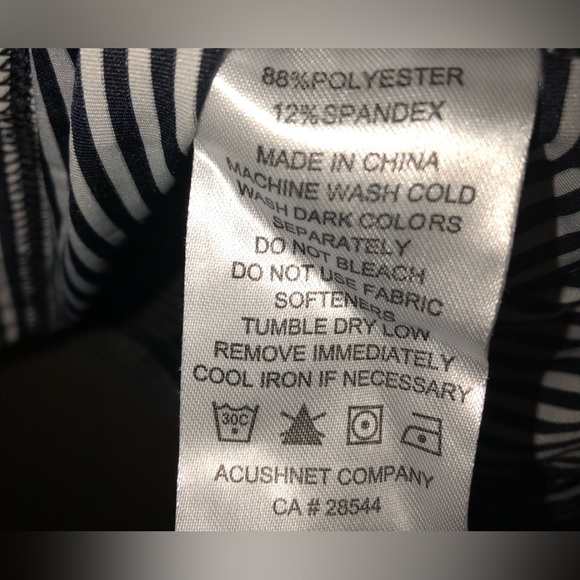 88%POLYESTER
12%SPANDEX
MADE IN CHINA
MACHINE WASH COLD
WASH DARK COLORS
SEPARATELY
DO NOT BLEACH
DO NOT USE FABRIC
SOFTENERS
TUMBLE DRY LOW
REMOVE IMMEDIATELY
COOL IRON IF NECESSARY
30C
ACUSHNET COMPANY
CA # 28544